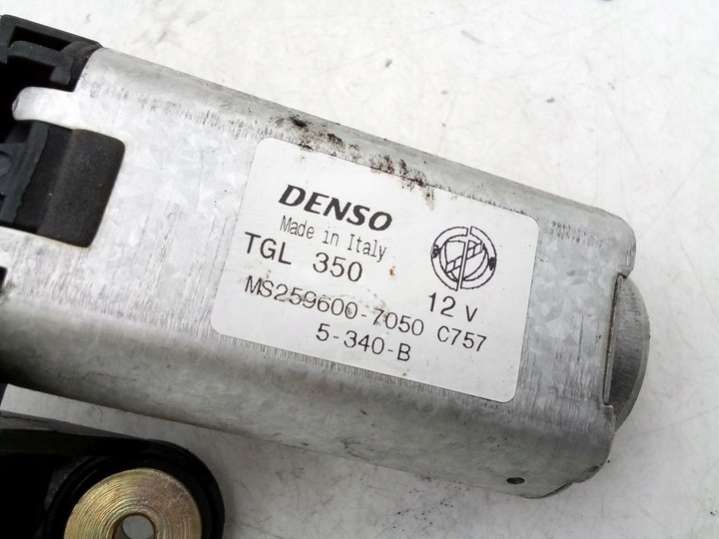 DENSO
Made in Italy
TGL 350
12 V
MS259600-7050 C757
5-340-B